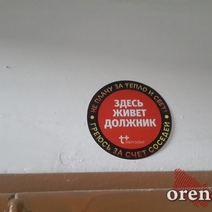 НЕ ПЛАЧУ ЗА ТЕПЛО И СВЕТ!
ЗДЕСЬ
ЖИВЕТ
ДОЛЖНИК
ГРЕЮСЬ ЗА СЧЕТ СОСЕДЕЙ
oren